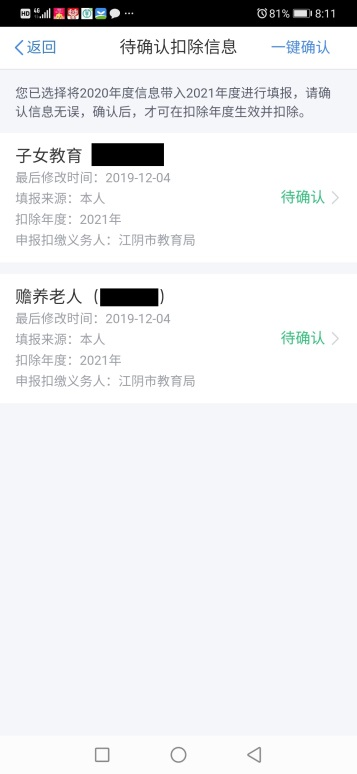 HD 4G 81% 8:11
返回 待确认扣除信息 一键确认
您已选择将2020年度信息带入2021年度进行填报，请确
认信息无误，确认后，才可在扣除年度生效并扣除。
子女教育
最后修改时间：2019-12-04
填报来源：本人
待确认
扣除年度：2021年
申报扣缴义务人：江阴市教育局
赡养老人（）
最后修改时间：2019-12-04
填报来源：本人
待确认
扣除年度：2021年
申报扣缴义务人：江阴市教育局